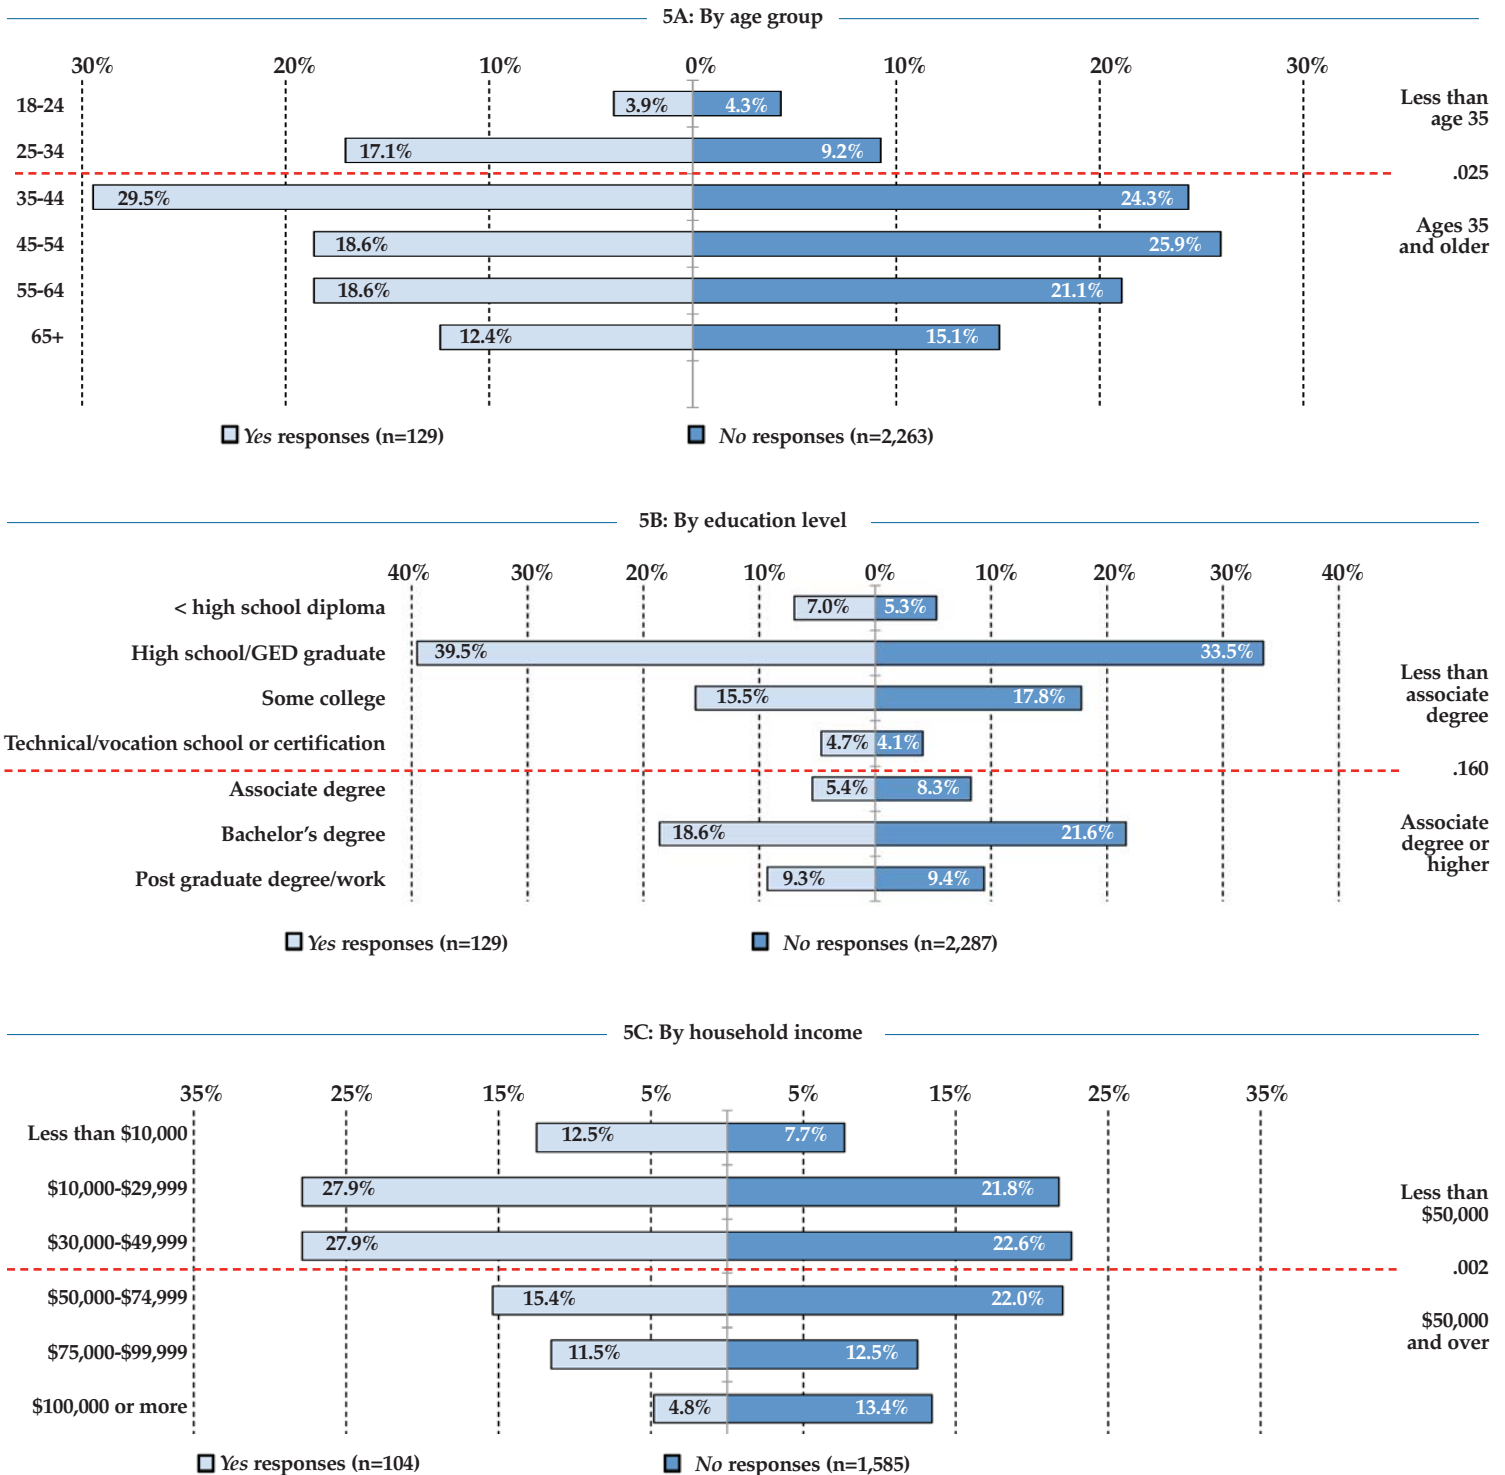 5A: By age group
30% 20% 10% 0% 10% 20% 30%
18-24 3.9% 4.3%
Less than
age 35
25-34 17.1% 9.2%
.025
35-44 29.5% 24.3%
Ages 35
and older
45-54 18.6% 25.9%
55-64 18.6% 21.1%
65+ 12.4% 15.1%
Yes responses (n=129) No responses (n=2,263)
5B: By education level
40% 30% 20% 10% 0% 10% 20% 30% 40%
< high school diploma 7.0% 5.3%
High school/GED graduate 39.5% 33.5%
Less than
associate
degree
Some college 15.5% 17.8%
Technical/vocation school or certification 4.7% 4.1%
.160
Associate degree 5.4% 8.3%
Bachelor's degree 18.6% 21.6%
Associate
degree or
higher
Post graduate degree/work 9.3% 9.4%
Yes responses (n=129) No responses (n=2,287)
5C: By household income
35% 25% 15% 5% 5% 15% 25% 35%
Less than $10,000 12.5% 7.7%
$10,000-$29,999 27.9% 21.8%
Less than
$50,000
$30,000-$49,999 27.9% 22.6%
.002
$50,000-$74,999 15.4% 22.0%
$50,000
and over
$75,000-$99,999 11.5% 12.5%
$100,000 or more 4.8% 13.4%
Yes responses (n=104) No responses (n=1,585)